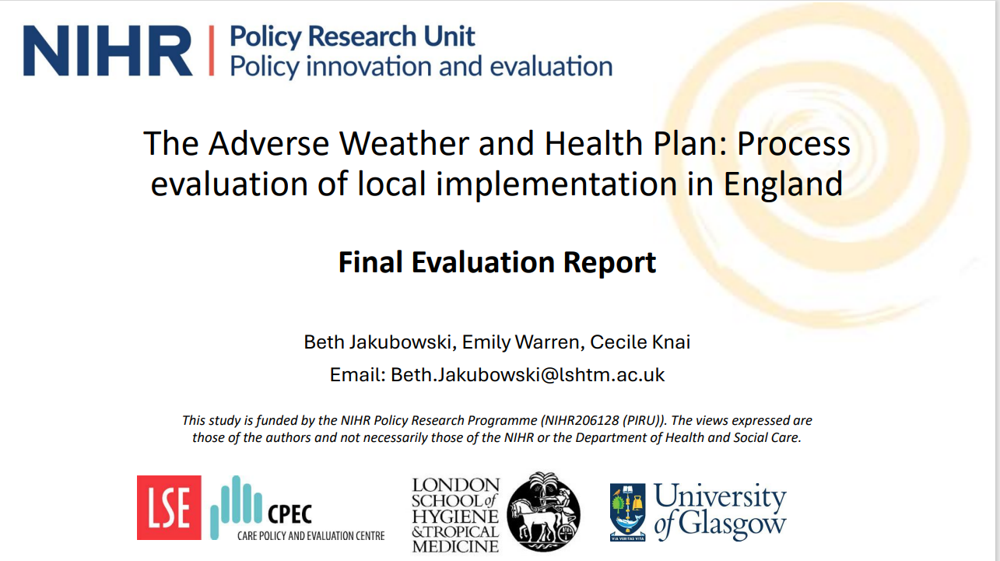 NIHR | Policy Research Unit
Policy innovation and evaluation
The Adverse Weather and Health Plan: Process
evaluation of local implementation in England
Final Evaluation Report
Beth Jakubowski, Emily Warren, Cecile Knai
Email: Beth.Jakubowski@lshtm.ac.uk
This study is funded by the NIHR Policy Research Programme (NIHR206128 (PIRU)). The views expressed are
those of the authors and not necessarily those of the NIHR or the Department of Health and Social Care.
LSE
CPEC
CARE POLICY AND EVALUATION CENTRE
LONDON
SCHOOL of
HYGIENE
& TROPICAL
MEDICINE
University
of Glasgow
VIA VERITAS VITA